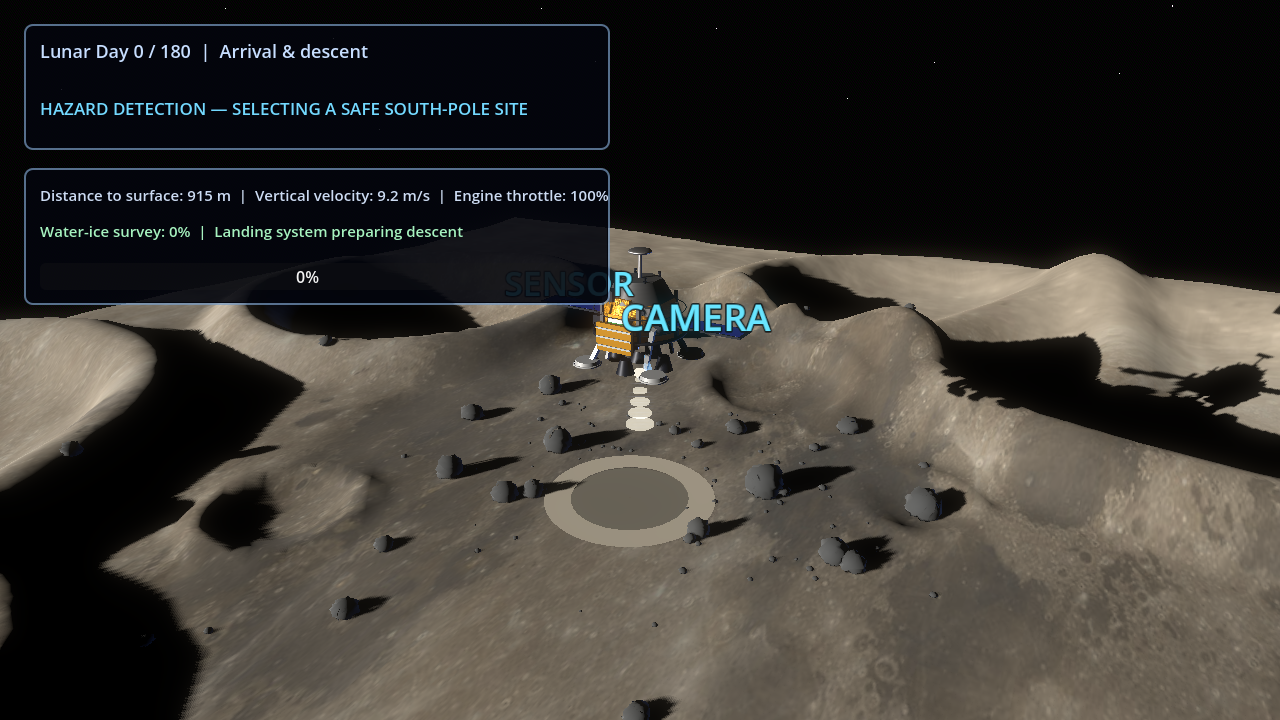 Lunar Day 0 / 180 | Arrival & descent
HAZARD DETECTION — SELECTING A SAFE SOUTH-POLE SITE
Distance to surface: 915 m | Vertical velocity: 9.2 m/s | Engine throttle: 100%
Water-ice survey: 0% | Landing system preparing descent
0%
SENSOR
CAMERA